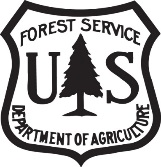 FOREST SERVICE
U S
DEPARTMENT OF AGRICULTURE